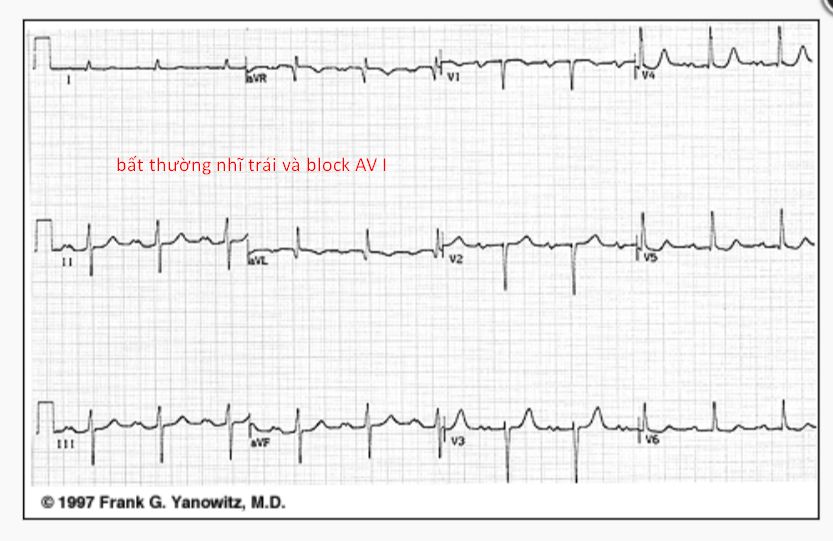 I
aVR
V1
V4
bất thường nhĩ trái và block AV I
II
aVL
V2
V5
III
aVF
V3
V6
© 1997 Frank G. Yanowitz, M.D.